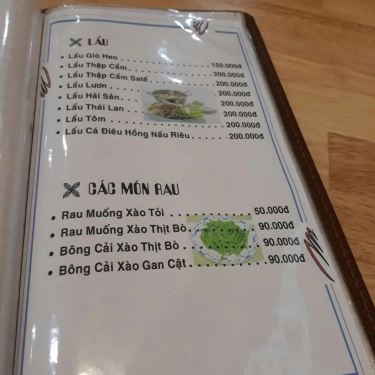 LẨU
• Lẩu Giò Heo
• Lẩu Thập Cẩm 150.000đ
• Lẩu Thập Cẩm Saté 200.000đ
• Lẩu Lươn 200.000đ
• Lẩu Hải Sản 200.000đ
• Lẩu Thái Lan 200.000đ
• Lẩu Tôm 200.000đ
• Lẩu Cá Điêu Hồng Nấu Riêu 200.000đ
CÁC MÓN RAU
• Rau Muống Xào Tỏi 50.000đ
• Rau Muống Xào Thịt Bò 90.000đ
• Bông Cải Xào Thịt Bò 90.000đ
• Bông Cải Xào Gan Cật 90.000đ